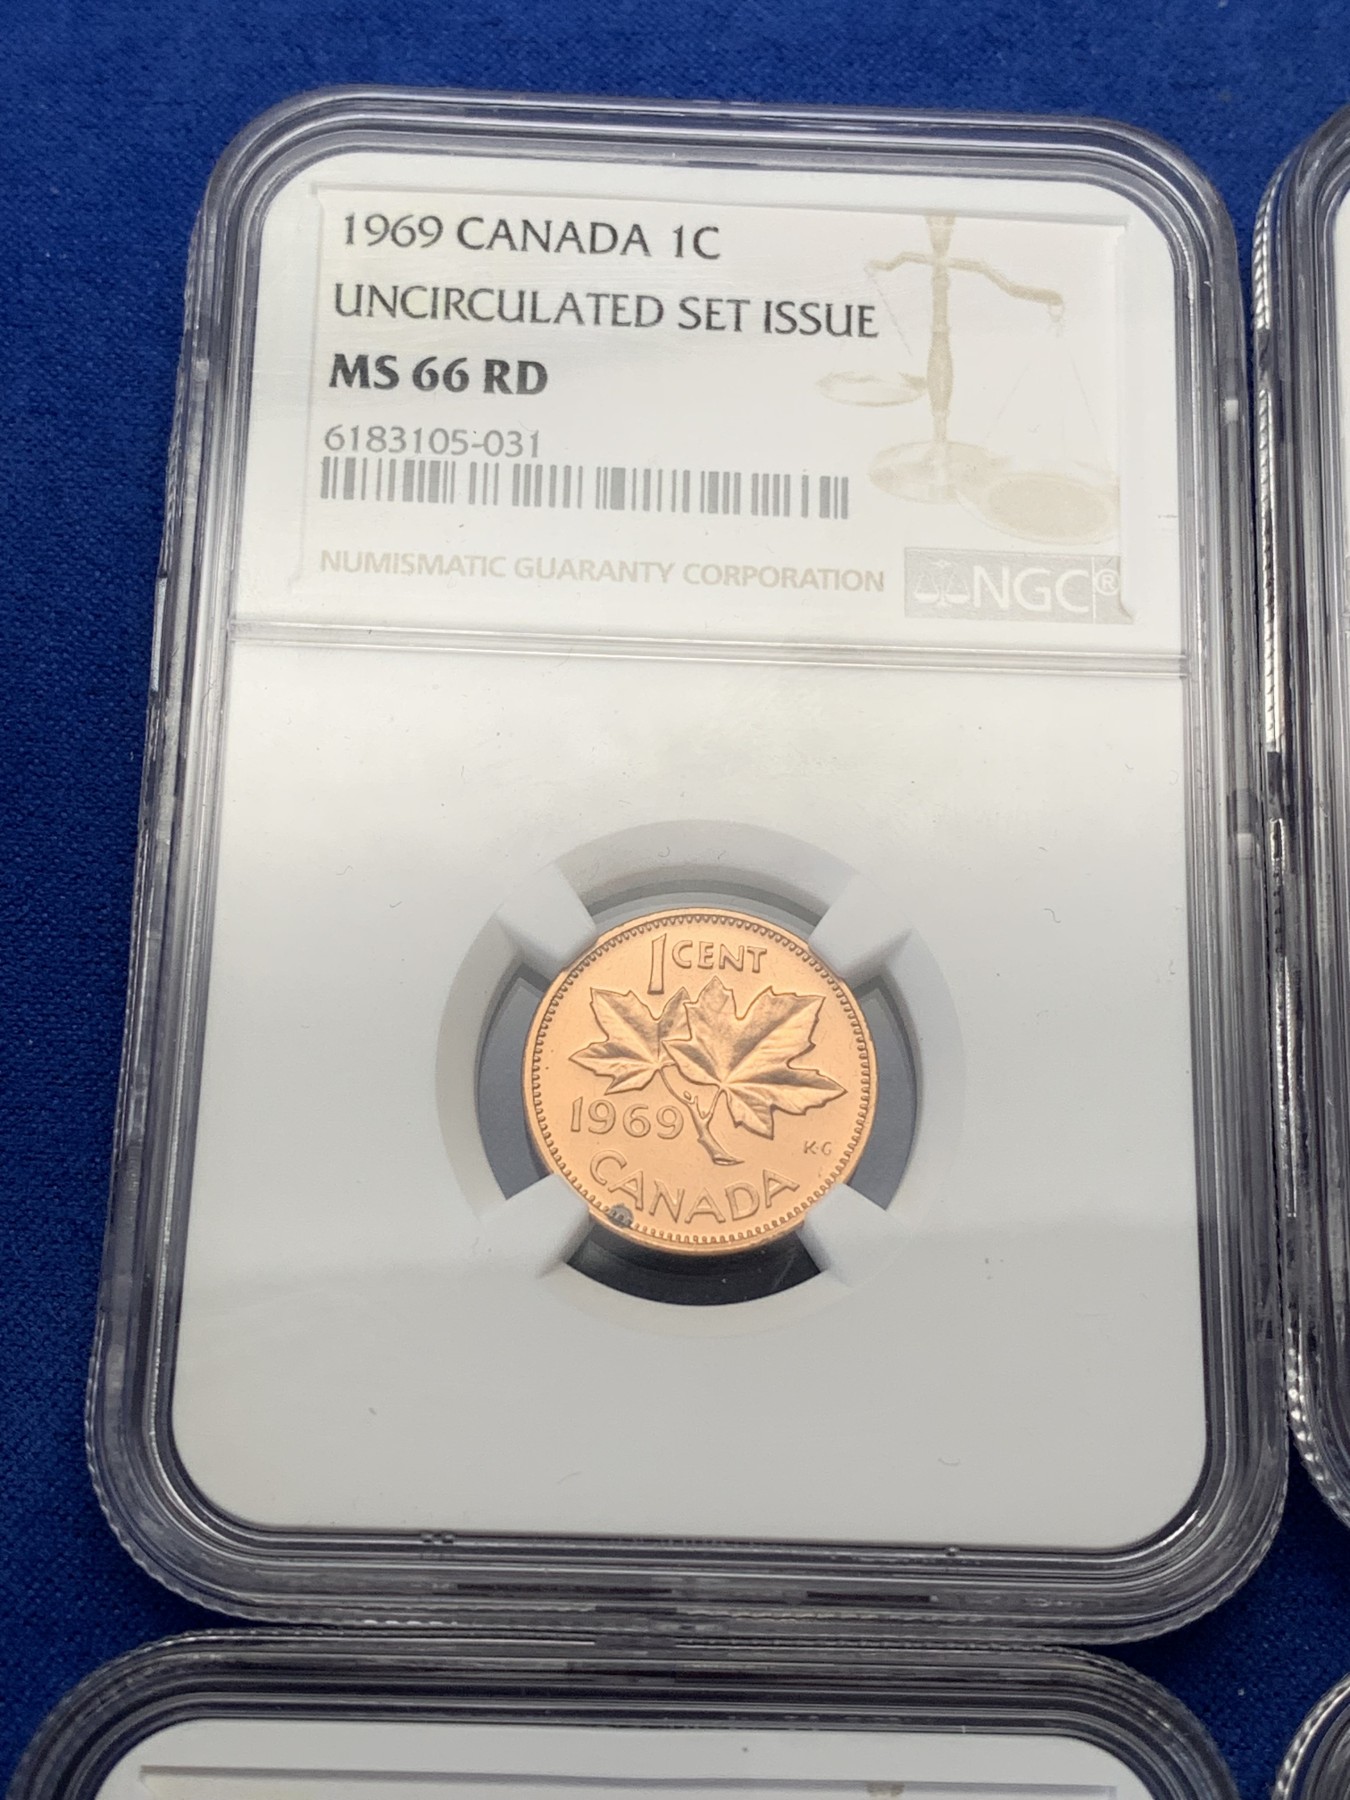 1969 CANADA 1C
UNCIRCULATED SET ISSUE
MS 66 RD
6183105-031
NUMISMATIC GUARANTY CORPORATION
NGC®
1 CENT
1969
K·G
CANADA